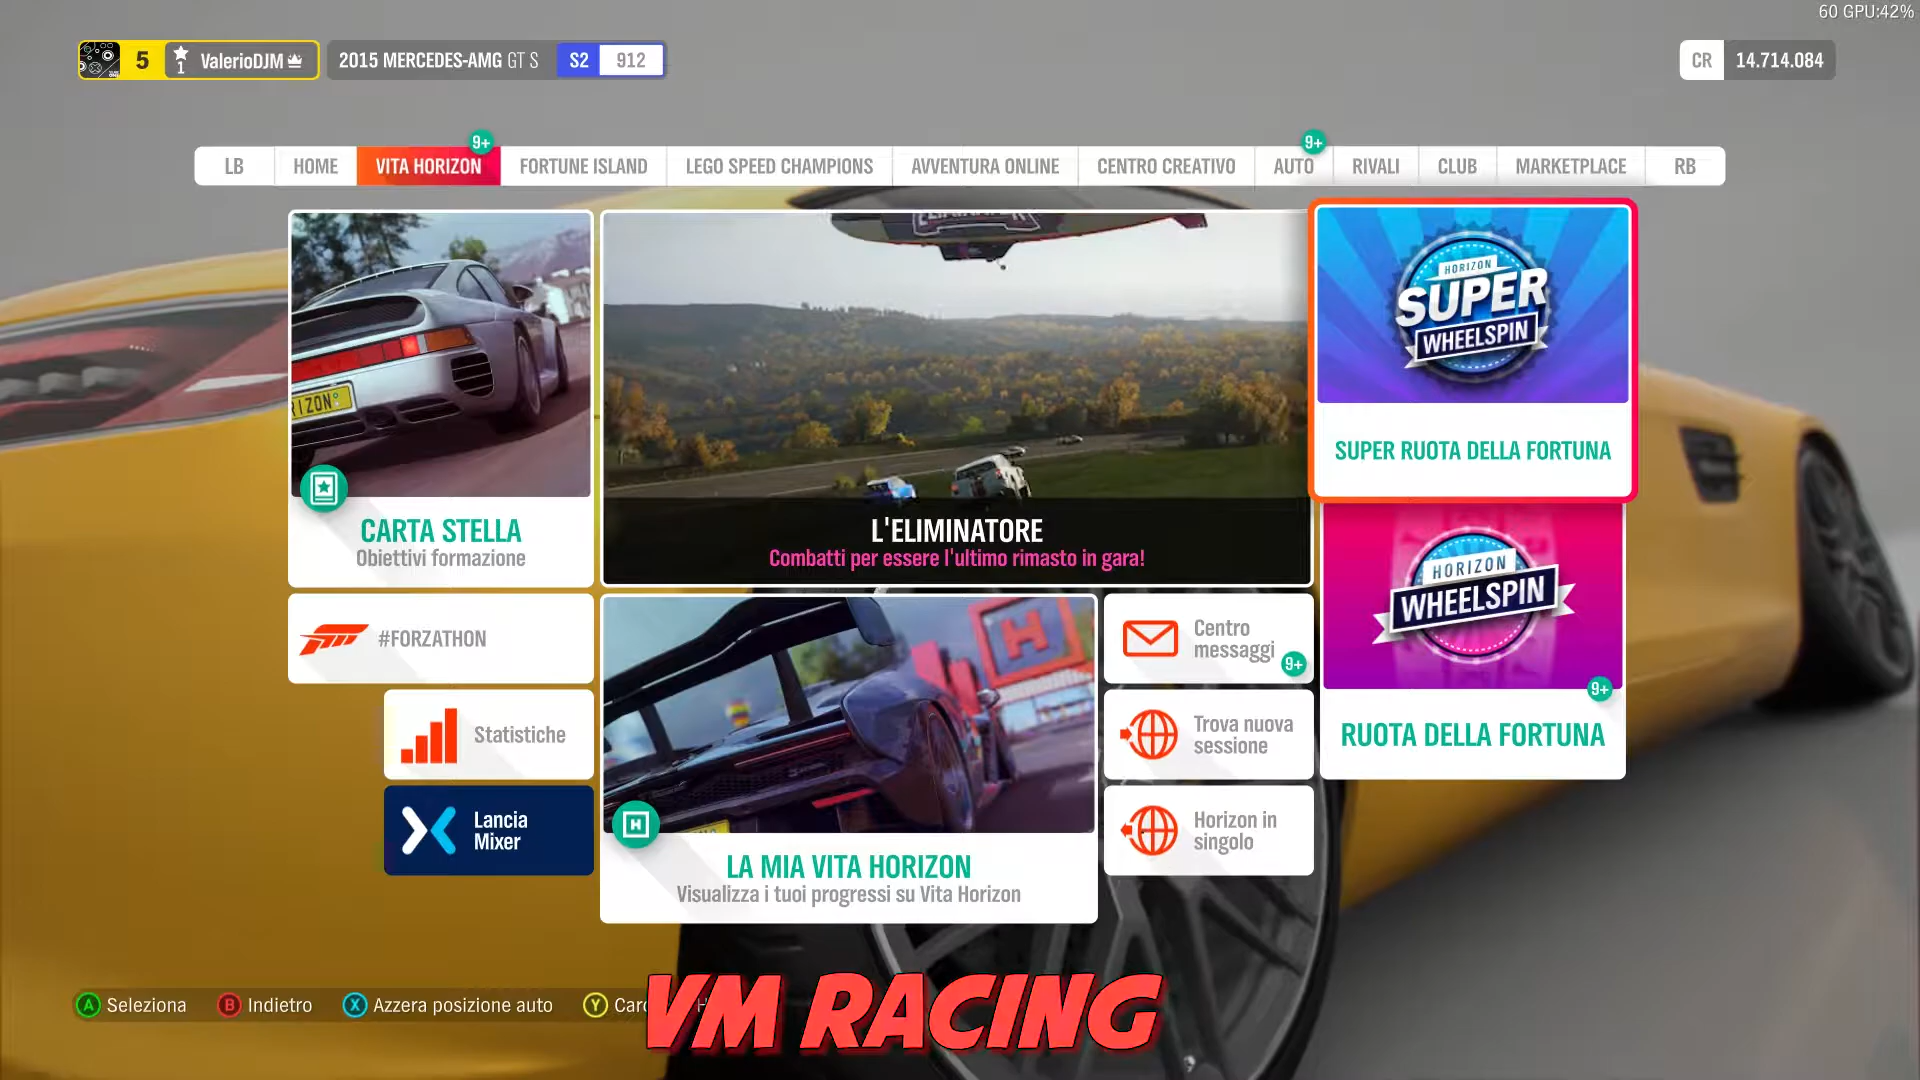 60 GPU:42%
5
1
ValerioDJM
2015 MERCEDES-AMG GT S
S2
912
CR
14.714.084
9+
9+
LB
HOME
VITA HORIZON
FORTUNE ISLAND
LEGO SPEED CHAMPIONS
AVVENTURA ONLINE
CENTRO CREATIVO
AUTO
RIVALI
CLUB
MARKETPLACE
RB
HORIZON
SUPER
WHEELSPIN
SUPER RUOTA DELLA FORTUNA
CARTA STELLA
Obiettivi formazione
L'ELIMINATORE
Combatti per essere l'ultimo rimasto in gara!
HORIZON
WHEELSPIN
9+
RUOTA DELLA FORTUNA
#FORZATHON
Statistiche
Lancia
Mixer
H
H
LA MIA VITA HORIZON
Visualizza i tuoi progressi su Vita Horizon
Centro
messaggi
9+
Trova nuova
sessione
Horizon in
singolo
A Seleziona
B Indietro
X Azzera posizione auto
Y
VM RACING